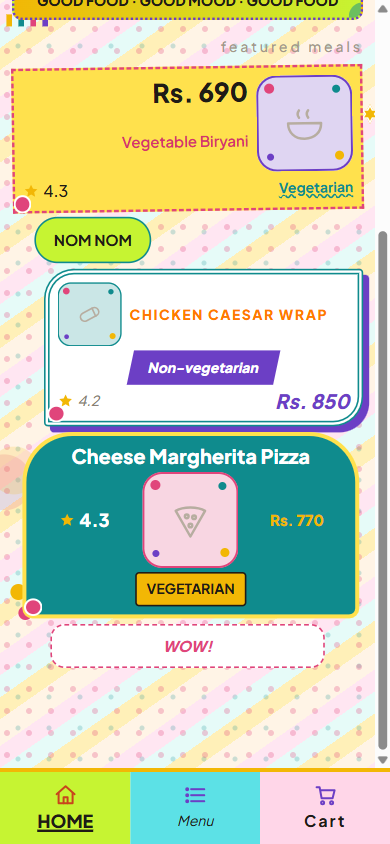 GOOD FOOD · GOOD MOOD · GOOD FOOD
featured meals
Rs. 690
Vegetable Biryani
4.3
Vegetarian
NOM NOM
CHICKEN CAESAR WRAP
Non-vegetarian
4.2
Rs. 850
Cheese Margherita Pizza
4.3
Rs. 770
VEGETARIAN
WOW!
HOME
Menu
Cart